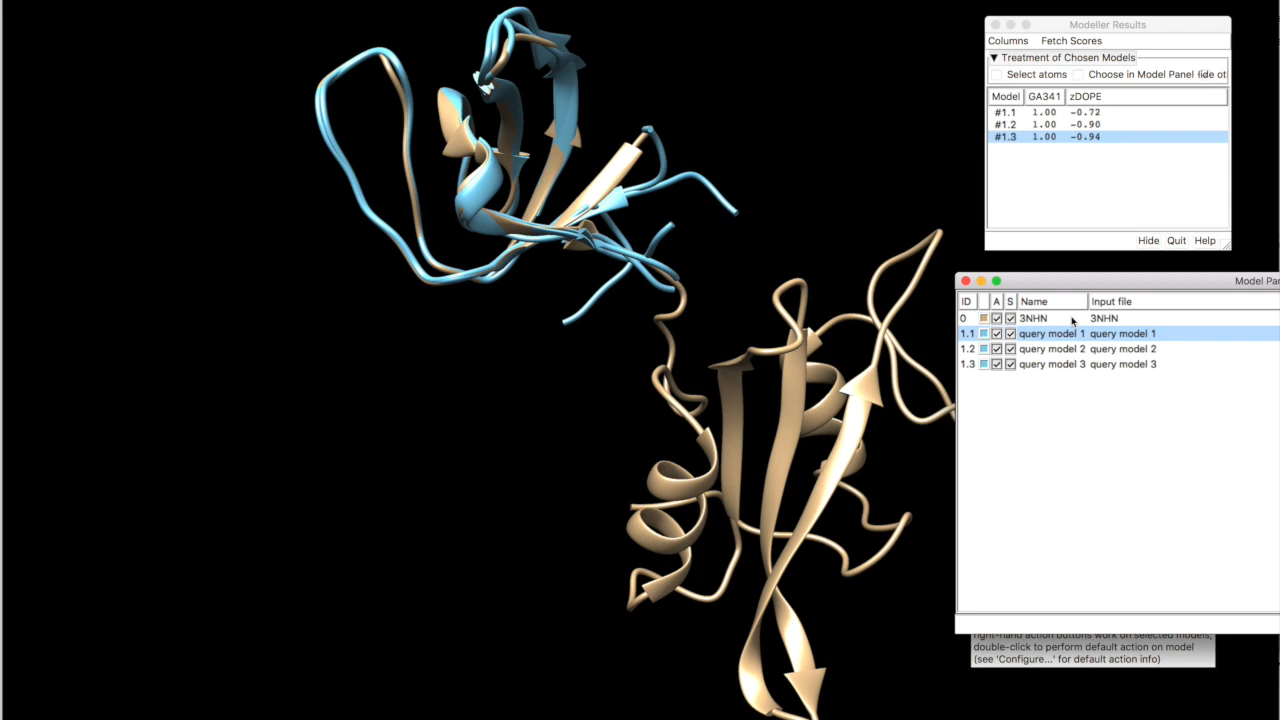 Modeller Results
Columns Fetch Scores
▼ Treatment of Chosen Models
Select atoms Choose in Model Panel
Model GA341 zDOPE
#1.1 1.00 -0.72
#1.2 1.00 -0.90
#1.3 1.00 -0.94
Hide Quit Help
Model Pan
ID A S Name Input file
0 3NHN 3NHN
1.1 query model 1 query model 1
1.2 query model 2 query model 2
1.3 query model 3 query model 3
right-hand action buttons work on selected models;
double-click to perform default action on model
(see 'Configure...' for default action info)